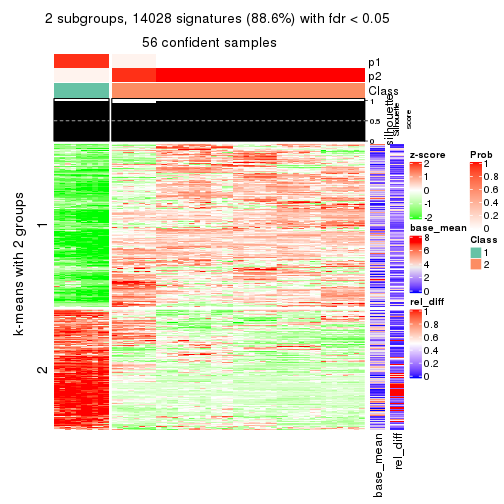 2 subgroups, 14028 signatures (88.6%) with fdr < 0.05
56 confident samples
p1
p2
Class
1
0.5
0
silhouette
Silhouette
score
k-means with 2 groups
1
2
base_mean
rel_diff
z-score
2
1
0
-1
-2
base_mean
8
6
4
2
0
rel_diff
1
0.8
0.6
0.4
0.2
0
Prob
1
0.8
0.6
0.4
0.2
0
Class
1
2